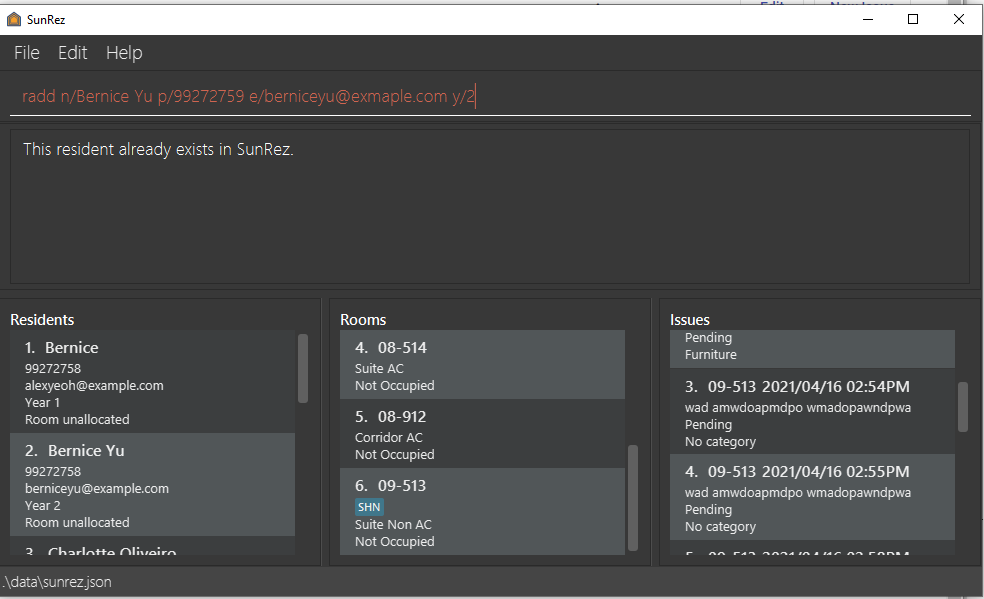 SunRez
File Edit Help
radd n/Bernice Yu p/99272759 e/berniceyu@exmaple.com y/2
This resident already exists in SunRez.
Residents
1. Bernice
99272758
alexyeoh@example.com
Year 1
Room unallocated
2. Bernice Yu
99272758
berniceyu@example.com
Year 2
Room unallocated
3. Charlotte Oliveiro
Rooms
4. 08-514
Suite AC
Not Occupied
5. 08-912
Corridor AC
Not Occupied
6. 09-513
SHN
Suite Non AC
Not Occupied
Issues
Pending
Furniture
3. 09-513 2021/04/16 02:54PM
wad amwdoapmdpo wmadopawndpwa
Pending
No category
4. 09-513 2021/04/16 02:55PM
wad amwdoapmdpo wmadopawndpwa
Pending
No category
.\data\sunrez.json